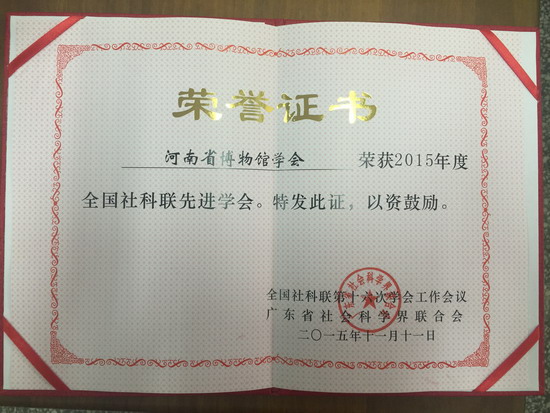 荣誉证书
河南省博物馆学会 荣获2015年度
全国社科联先进学会。特发此证，以资鼓励。
全国社科联第十六次学会工作会议
广东省社会科学界联合会
二〇一五年十一月十一日